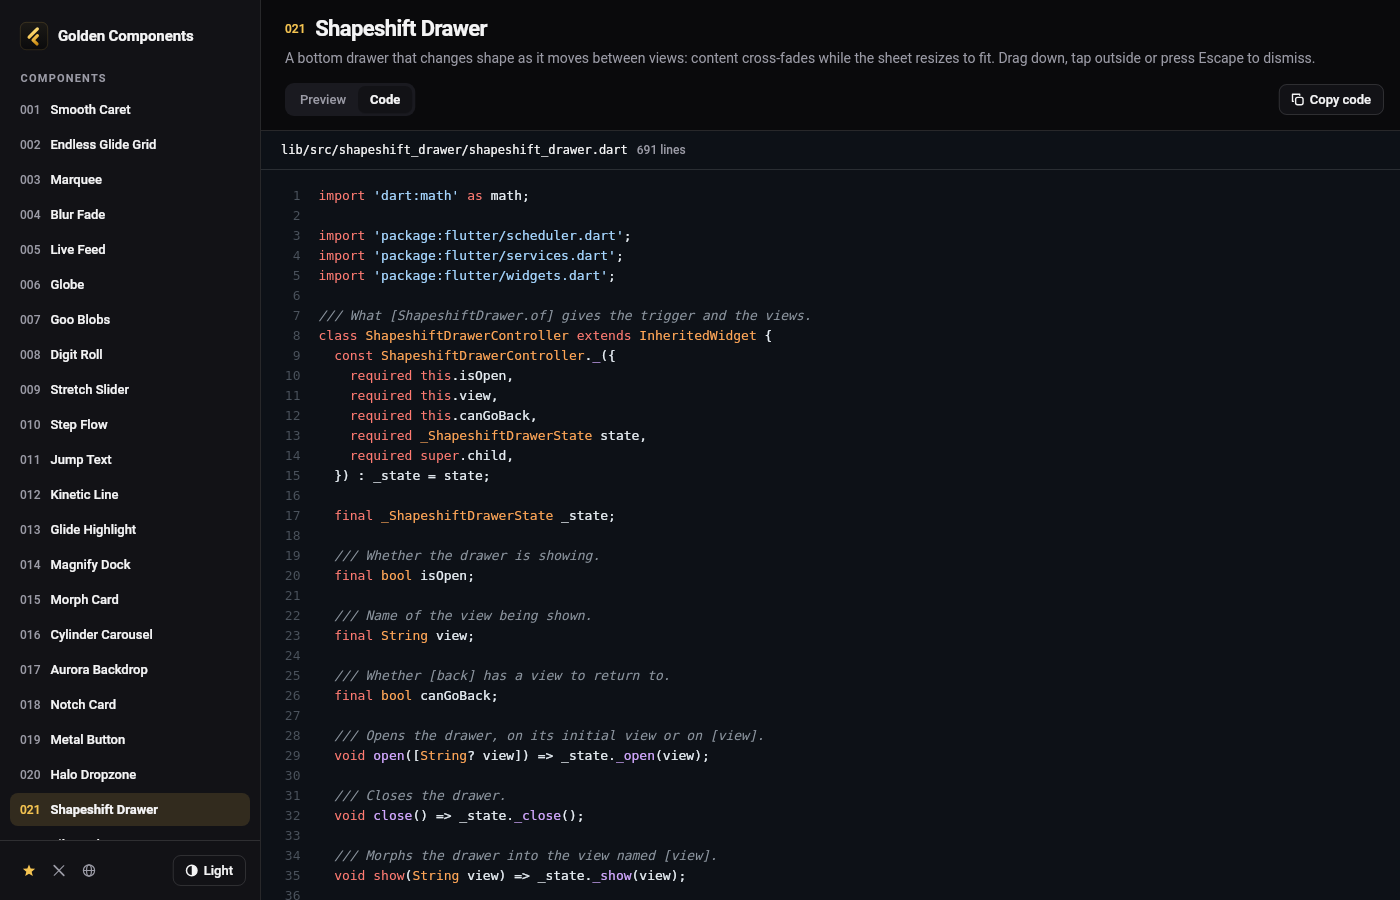 Golden Components
COMPONENTS
001 Smooth Caret
002 Endless Glide Grid
003 Marquee
004 Blur Fade
005 Live Feed
006 Globe
007 Goo Blobs
008 Digit Roll
009 Stretch Slider
010 Step Flow
011 Jump Text
012 Kinetic Line
013 Glide Highlight
014 Magnify Dock
015 Morph Card
016 Cylinder Carousel
017 Aurora Backdrop
018 Notch Card
019 Metal Button
020 Halo Dropzone
021 Shapeshift Drawer
Light
021 Shapeshift Drawer
A bottom drawer that changes shape as it moves between views: content cross-fades while the sheet resizes to fit. Drag down, tap outside or press Escape to dismiss.
Preview Code
Copy code
lib/src/shapeshift_drawer/shapeshift_drawer.dart 691 lines
1 import 'dart:math' as math;
2
3 import 'package:flutter/scheduler.dart';
4 import 'package:flutter/services.dart';
5 import 'package:flutter/widgets.dart';
6
7 /// What [ShapeshiftDrawer.of] gives the trigger and the views.
8 class ShapeshiftDrawerController extends InheritedWidget {
9 const ShapeshiftDrawerController._({
10 required this.isOpen,
11 required this.view,
12 required this.canGoBack,
13 required _ShapeshiftDrawerState state,
14 required super.child,
15 }) : _state = state;
16
17 final _ShapeshiftDrawerState _state;
18
19 /// Whether the drawer is showing.
20 final bool isOpen;
21
22 /// Name of the view being shown.
23 final String view;
24
25 /// Whether [back] has a view to return to.
26 final bool canGoBack;
27
28 /// Opens the drawer, on its initial view or on [view].
29 void open([String? view]) => _state._open(view);
30
31 /// Closes the drawer.
32 void close() => _state._close();
33
34 /// Morphs the drawer into the view named [view].
35 void show(String view) => _state._show(view);
36